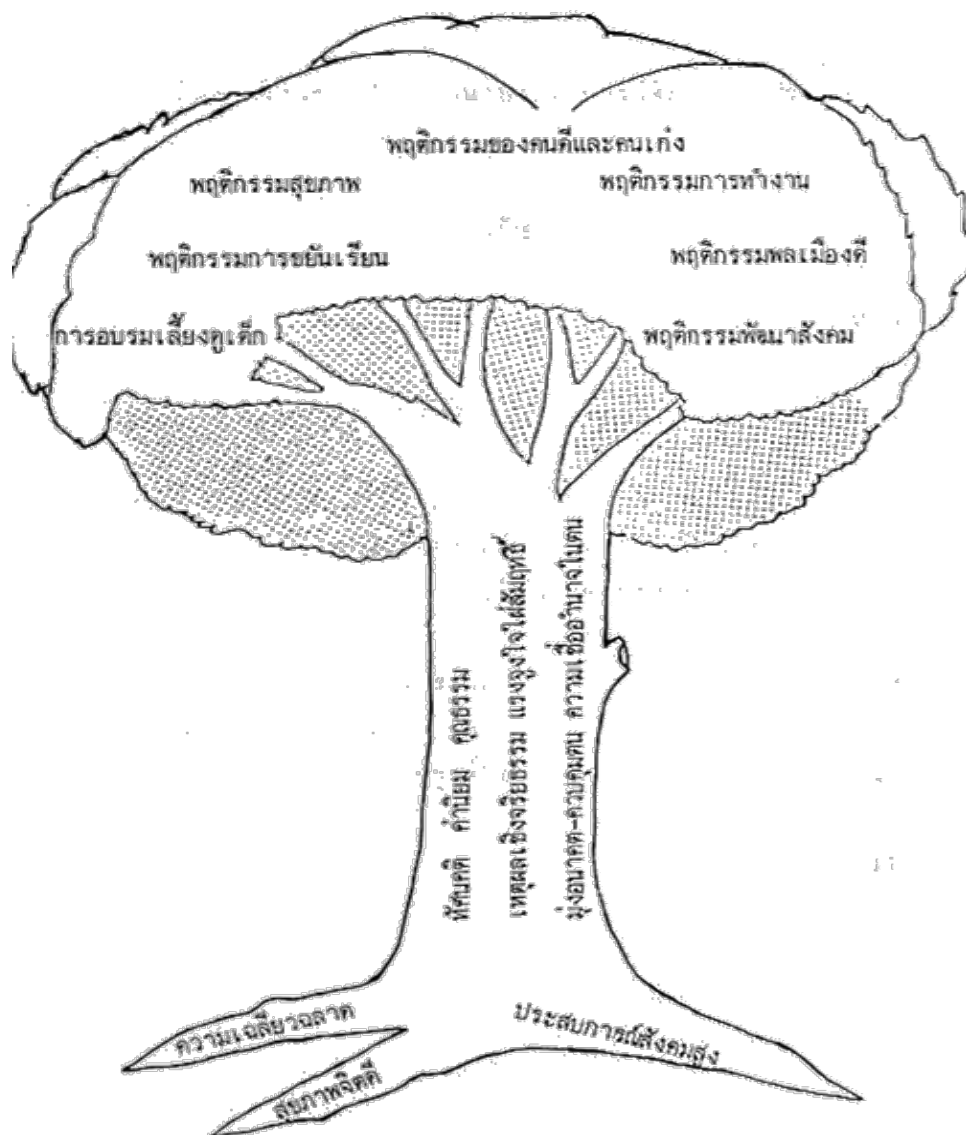 พฤติกรรมของคนดีและคนเก่ง
พฤติกรรมสุขภาพ
พฤติกรรมการทำงาน
พฤติกรรมการขยันเรียน
พฤติกรรมพลเมืองดี
การอบรมเลี้ยงดูเด็ก
พฤติกรรมพัฒนาสังคม
ทัศนคติ ค่านิยม คุณธรรม
เหตุผลเชิงจริยธรรม แรงจูงใจใฝ่สัมฤทธิ์
มุ่งอนาคต-ควบคุมตน ความเชื่ออำนาจในตน
ความเฉลียวฉลาด
ประสบการณ์สังคมสูง
สุขภาพจิตดี